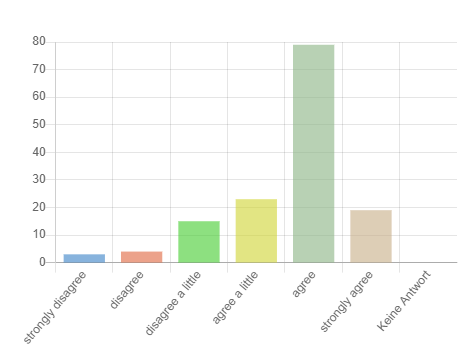 80
70
60
50
40
30
20
10
0
strongly disagree
disagree
disagree a little
agree a little
agree
strongly agree
Keine Antwort